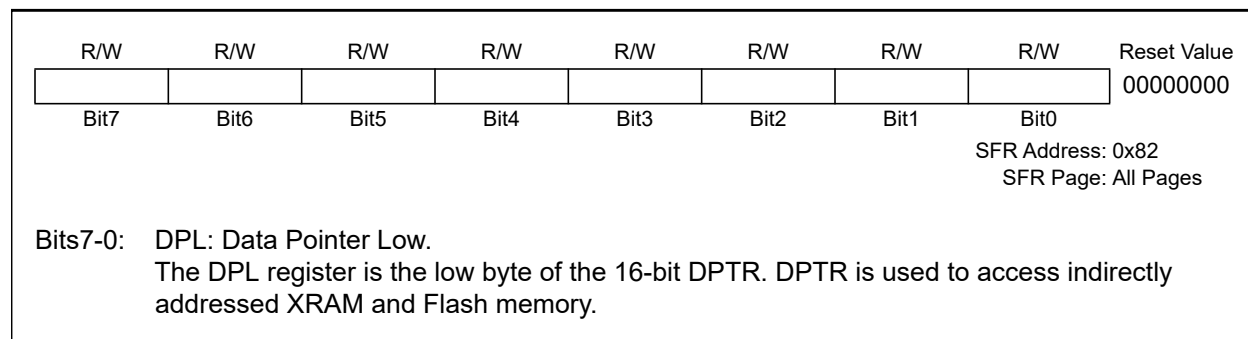 R/W R/W R/W R/W R/W R/W R/W R/W Reset Value
00000000
Bit7 Bit6 Bit5 Bit4 Bit3 Bit2 Bit1 Bit0
SFR Address: 0x82
SFR Page: All Pages
Bits7-0: DPL: Data Pointer Low.
The DPL register is the low byte of the 16-bit DPTR. DPTR is used to access indirectly
addressed XRAM and Flash memory.